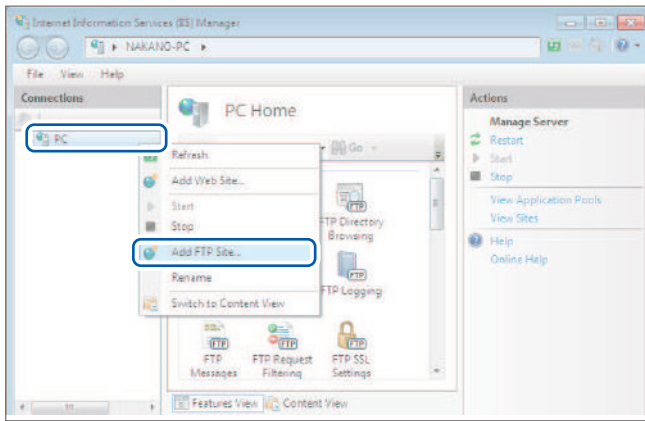 Internet Information Services (IIS) Manager
NAKANO-PC
File View Help
Connections
PC
PC Home
Go
Refresh
Add Web Site...
Start
Stop
Add FTP Site...
Rename
Switch to Content View
FTP Directory
Browsing
FTP Logging
FTP
Messages
FTP Request
Filtering
FTP SSL
Settings
Features View
Content View
Actions
Manage Server
Restart
Start
Stop
View Application Pools
View Sites
Help
Online Help